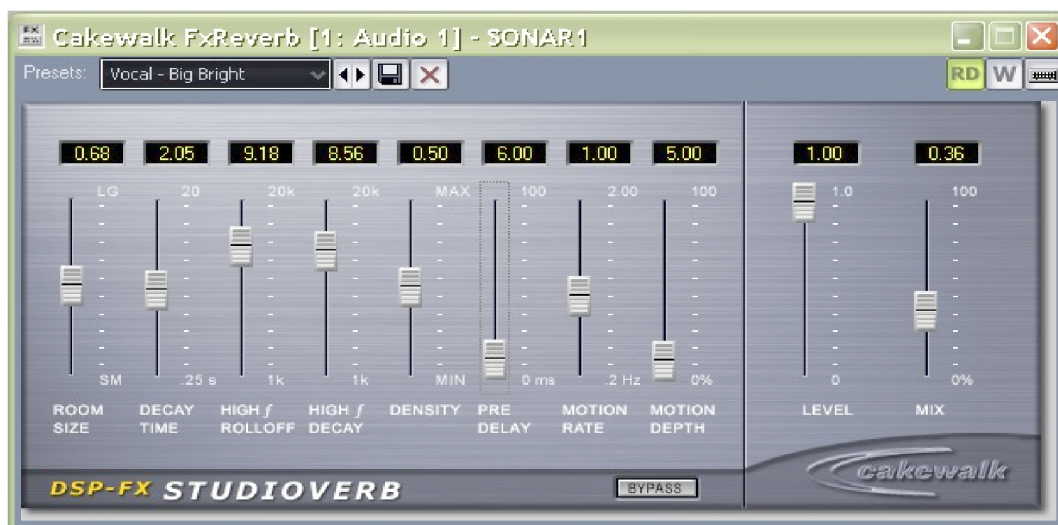 FX
Cakewalk FxReverb [1: Audio 1] - SONAR1
Presets: Vocal - Big Bright RD W
0.68 2.05 9.18 8.56 0.50 6.00 1.00 5.00 1.00 0.36
LG 20 20k 20k MAX 100 2.00 100 1.0 100
SM .25 s 1k 1k MIN 0 ms .2 Hz 0% 0 0%
ROOM SIZE
DECAY TIME
HIGH ƒ ROLLOFF
HIGH ƒ DECAY
DENSITY
PRE DELAY
MOTION RATE
MOTION DEPTH
LEVEL
MIX
DSP-FX STUDIOVERB
BYPASS
cakewalk